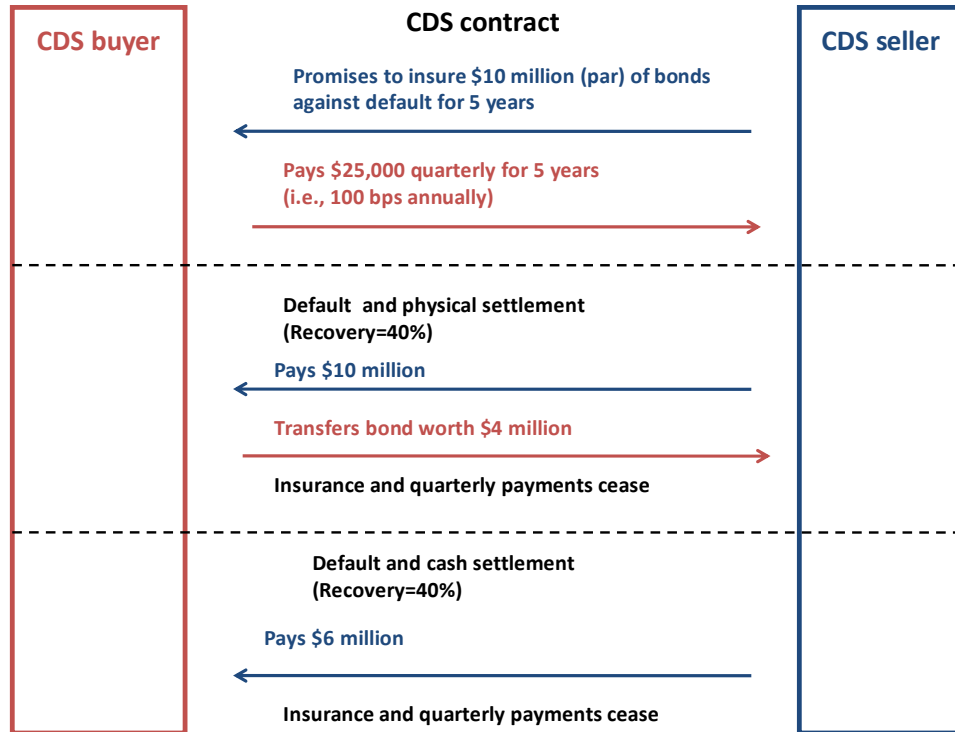 CDS buyer
CDS contract
CDS seller
Promises to insure $10 million (par) of bonds
against default for 5 years
Pays $25,000 quarterly for 5 years
(i.e., 100 bps annually)
Default and physical settlement
(Recovery=40%)
Pays $10 million
Transfers bond worth $4 million
Insurance and quarterly payments cease
Default and cash settlement
(Recovery=40%)
Pays $6 million
Insurance and quarterly payments cease